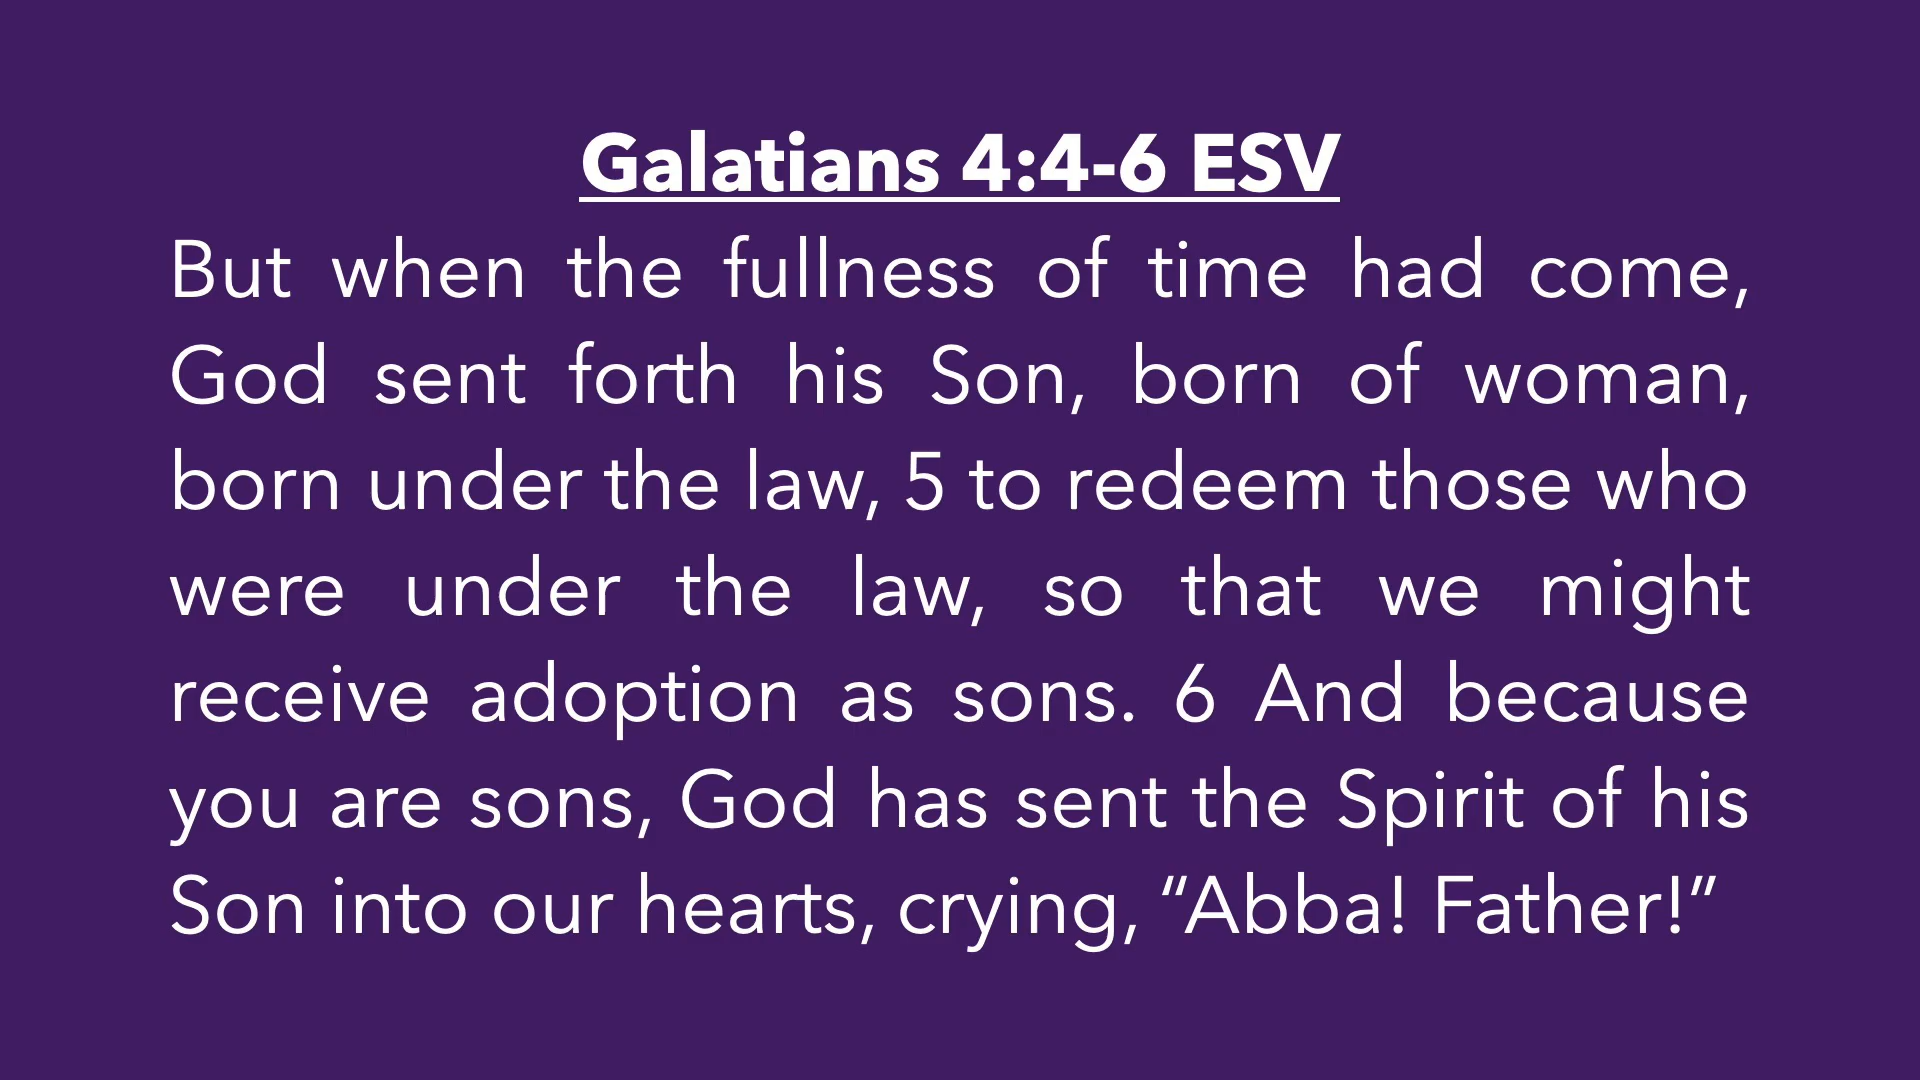 Galatians 4:4-6 ESV
But when the fullness of time had come,
God sent forth his Son, born of woman,
born under the law, 5 to redeem those who
were under the law, so that we might
receive adoption as sons. 6 And because
you are sons, God has sent the Spirit of his
Son into our hearts, crying, “Abba! Father!”